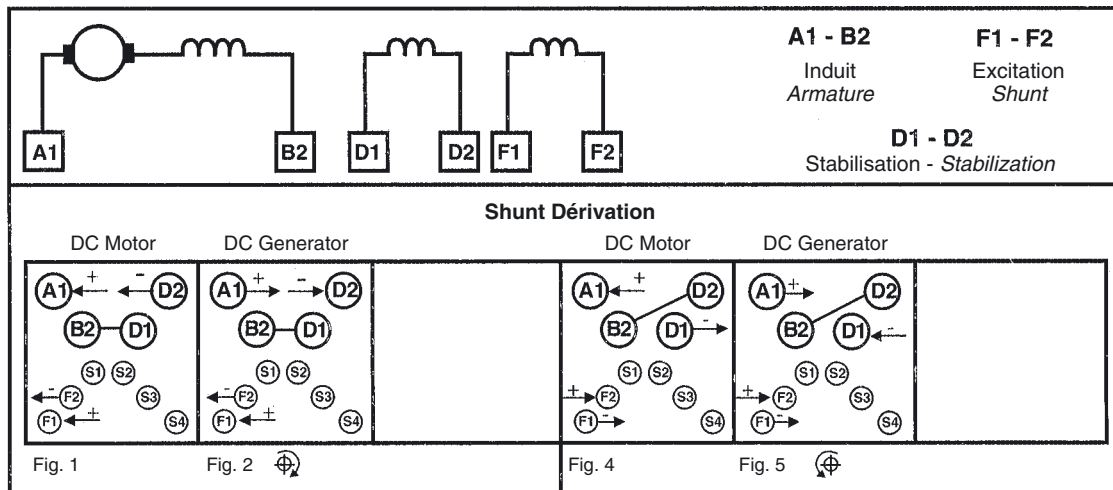 A1 - B2 F1 - F2
Induit Excitation
Armature Shunt
A1 B2 D1 D2 F1 F2
D1 - D2
Stabilisation - Stabilization
Shunt Dérivation
DC Motor DC Generator DC Motor DC Generator
A1 + - D2 A1 + - D2 A1 + D2 A1 + D2
B2 D1 B2 D1 B2 D1 - B2 D1 -
S1 S2 S1 S2 S1 S2 S1 S2
- F2 S3 - F2 S3 + F2 S3 + F2 S3
F1 + S4 F1 + S4 F1 - S4 F1 - S4
Fig. 1 Fig. 2 Fig. 4 Fig. 5